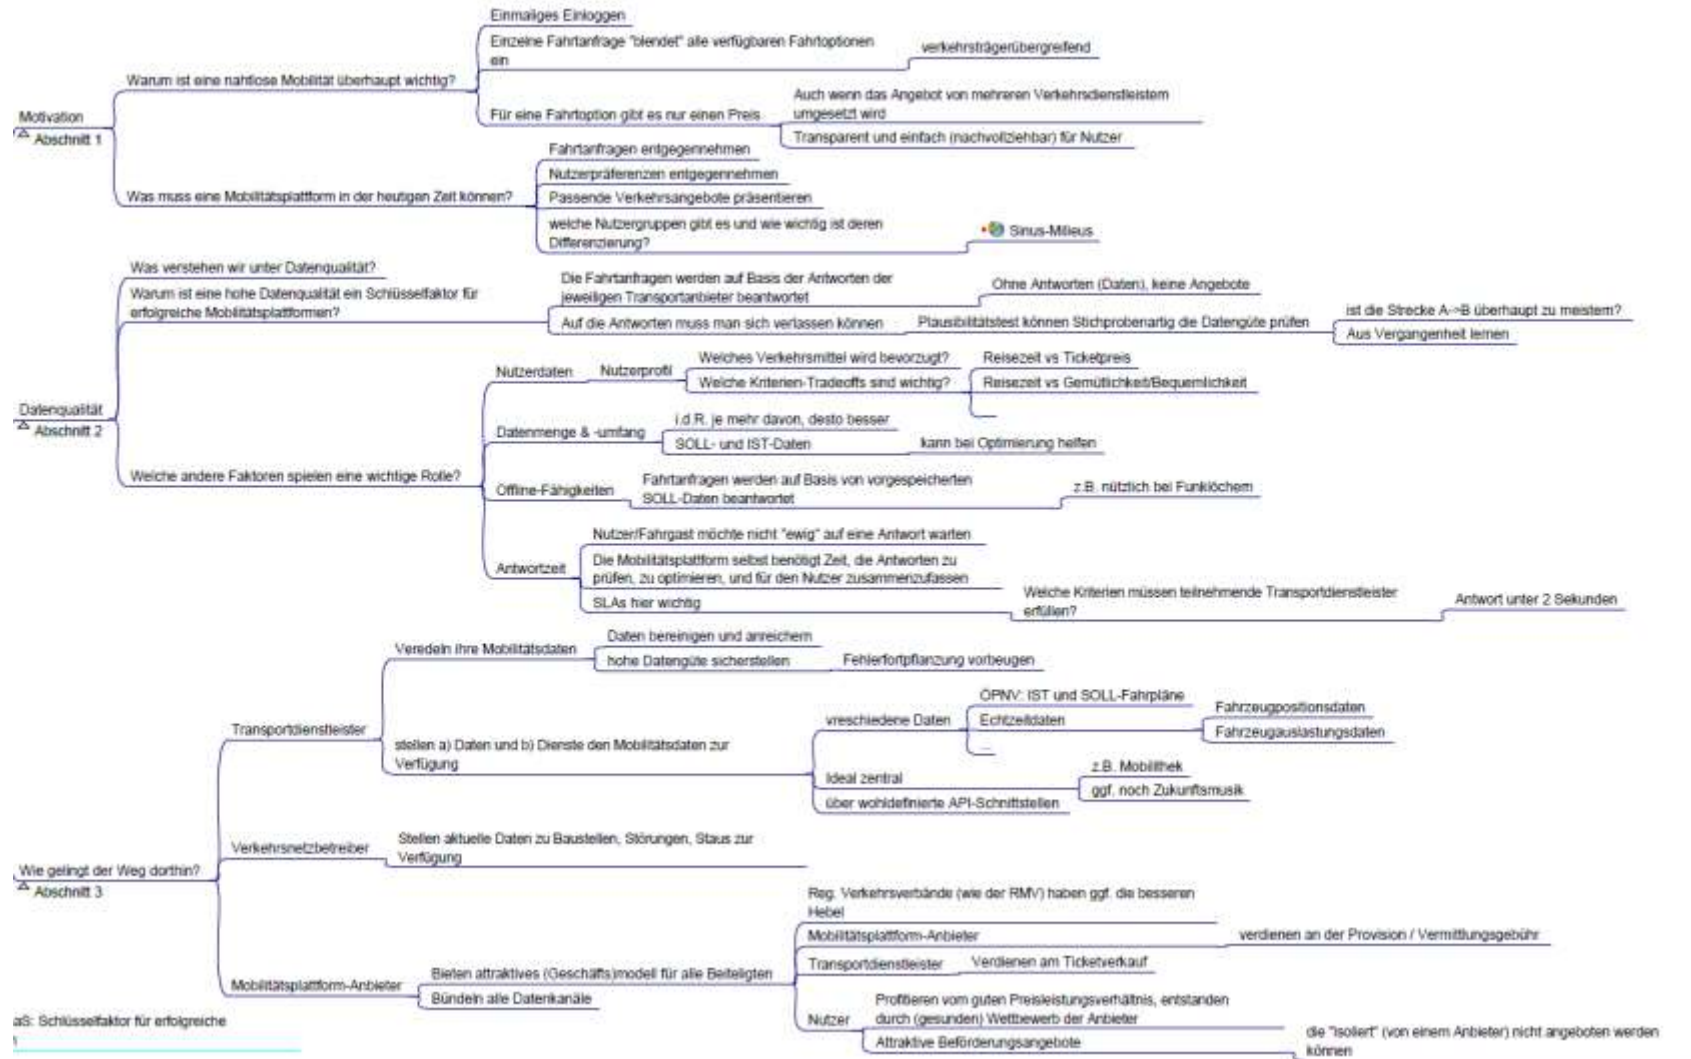 Einmaliges Einloggen
Einzelne Fahrtanfrage "blendet" alle verfügbaren Fahrtoptionen
ein
verkehrsträgerübergreifend
Warum ist eine nahtlose Mobilität überhaupt wichtig?
Auch wenn das Angebot von mehreren Verkehrsdienstleistern
umgesetzt wird
Für eine Fahrtoption gibt es nur einen Preis
Transparent und einfach (nachvollziehbar) für Nutzer
Motivation
Abschnitt 1
Fahrtanfragen entgegennehmen
Nutzerpräferenzen entgegennehmen
Was muss eine Mobilitätsplattform in der heutigen Zeit können?
Passende Verkehrsangebote präsentieren
welche Nutzergruppen gibt es und wie wichtig ist deren
Differenzierung?
Sinus-Milieus
Was verstehen wir unter Datenqualität?
Warum ist eine hohe Datenqualität ein Schlüsselfaktor für
erfolgreiche Mobilitätsplattformen?
Die Fahrtanfragen werden auf Basis der Antworten der
jeweiligen Transportanbieter beantwortet
Ohne Antworten (Daten), keine Angebote
Auf die Antworten muss man sich verlassen können
Plausibilitätstest können Stichprobenartig die Datengüte prüfen
ist die Strecke A->B überhaupt zu meistern?
Aus Vergangenheit lernen
Datenqualität
Abschnitt 2
Nutzerdaten
Nutzerprofil
Welches Verkehrsmittel wird bevorzugt?
Welche Kriterien-Tradeoffs sind wichtig?
Reisezeit vs Ticketpreis
Reisezeit vs Gemütlichkeit/Bequemlichkeit
Datenmenge & -umfang
i.d.R. je mehr davon, desto besser
SOLL- und IST-Daten
kann bei Optimierung helfen
Welche andere Faktoren spielen eine wichtige Rolle?
Offline-Fähigkeiten
Fahrtanfragen werden auf Basis von vorgespeicherten
SOLL-Daten beantwortet
z.B. nützlich bei Funklöchern
Antwortzeit
Nutzer/Fahrgast möchte nicht "ewig" auf eine Antwort warten
Die Mobilitätsplattform selbst benötigt Zeit, die Antworten zu
prüfen, zu optimieren, und für den Nutzer zusammenzufassen
SLAs hier wichtig
Welche Kriterien müssen teilnehmende Transportdienstleister
erfüllen?
Antwort unter 2 Sekunden
Veredeln ihre Mobilitätsdaten
Daten bereinigen und anreichern
hohe Datengüte sicherstellen
Fehlerfortpflanzung vorbeugen
Transportdienstleister
stellen a) Daten und b) Dienste den Mobilitätsdaten zur
Verfügung
vreschiedene Daten
ÖPNV: IST und SOLL-Fahrpläne
Echtzeitdaten
Fahrzeugpositionsdaten
Fahrzeugauslastungsdaten
...
Ideal zentral
z.B. Mobilithek
ggf. noch Zukunftsmusik
über wohldefinierte API-Schnittstellen
Verkehrsnetzbetreiber
Stellen aktuelle Daten zu Baustellen, Störungen, Staus zur
Verfügung
Wie gelingt der Weg dorthin?
Abschnitt 3
Mobilitätsplattform-Anbieter
Bieten attraktives (Geschäfts)modell für alle Beiteligten
Bündeln alle Datenkanäle
Reg. Verkehrsverbände (wie der RMV) haben ggf. die besseren
Hebel
Mobilitätsplattform-Anbieter
verdienen an der Provision / Vermittlungsgebühr
Transportdienstleister
Verdienen am Ticketverkauf
Nutzer
Profitieren vom guten Preisleistungsverhältnis, entstanden
durch (gesunden) Wettbewerb der Anbieter
Attraktive Beförderungsangebote
die "isoliert" (von einem Anbieter) nicht angeboten werden
können
aS: Schlüsselfaktor für erfolgreiche